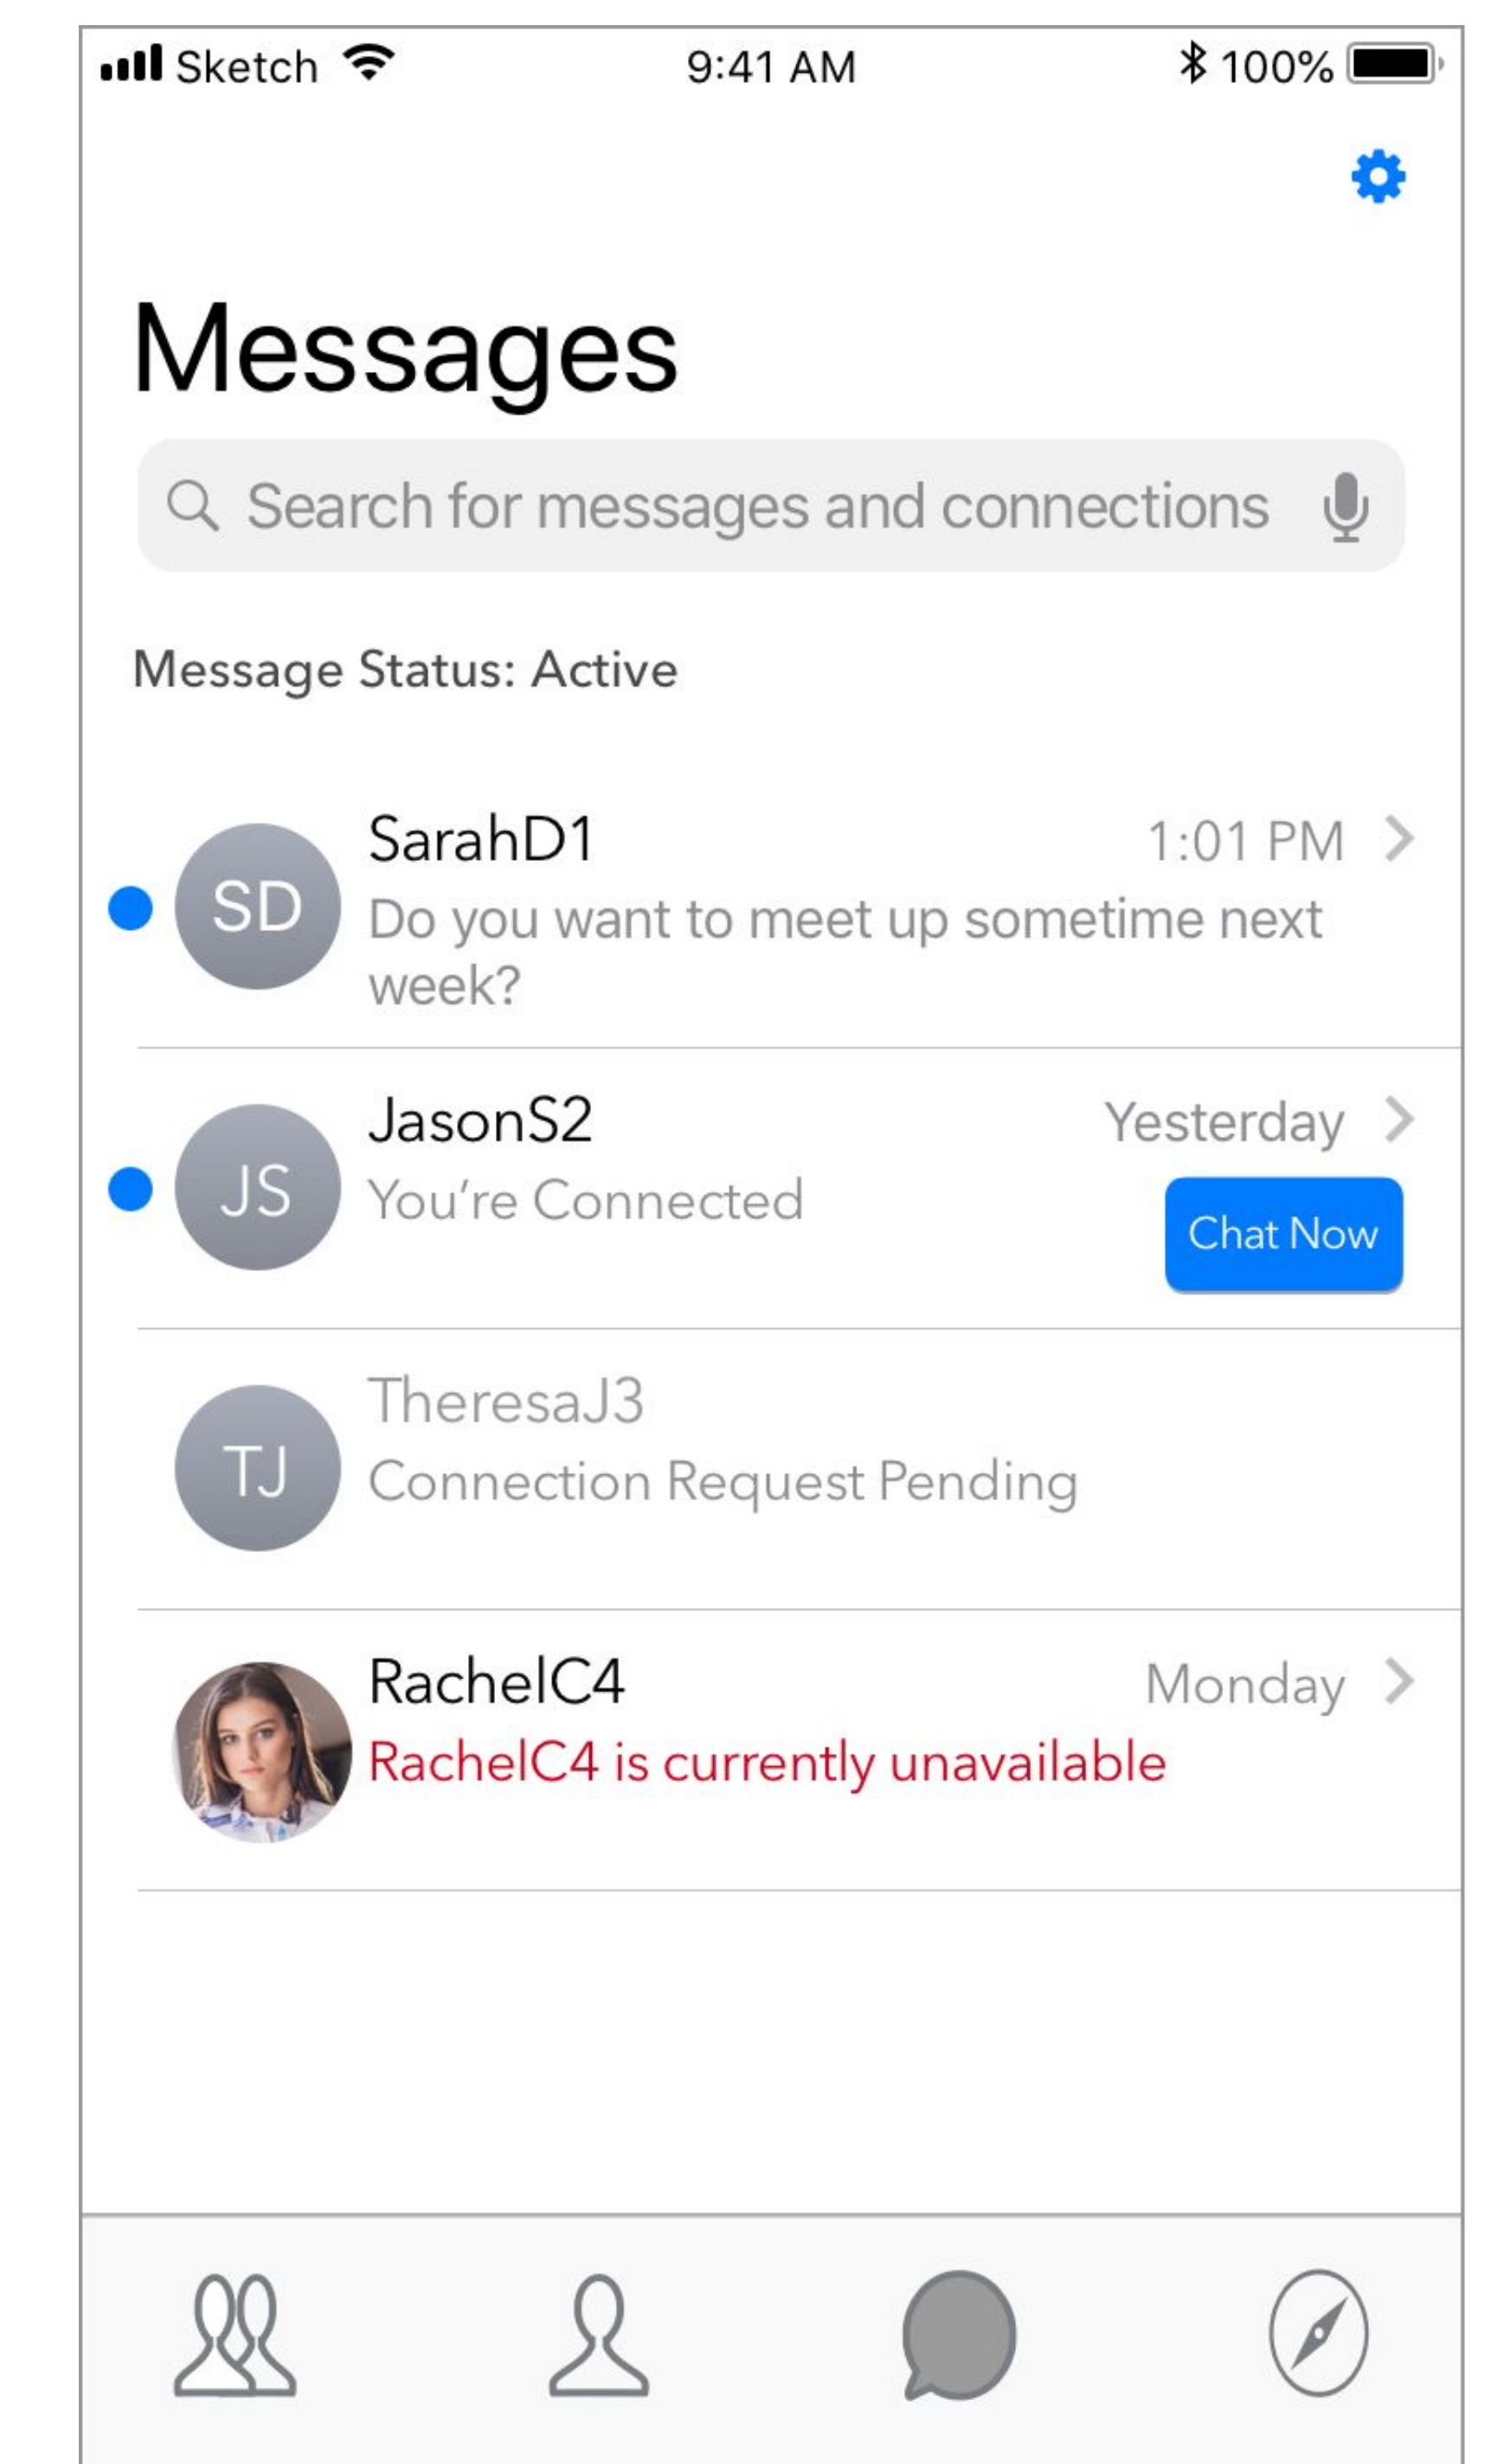 Sketch 9:41 AM 100%
Messages
Search for messages and connections
Message Status: Active
SarahD1 1:01 PM
SD
Do you want to meet up sometime next
week?
JasonS2 Yesterday
JS
You're Connected
Chat Now
TheresaJ3
TJ
Connection Request Pending
RachelC4 Monday
RachelC4 is currently unavailable